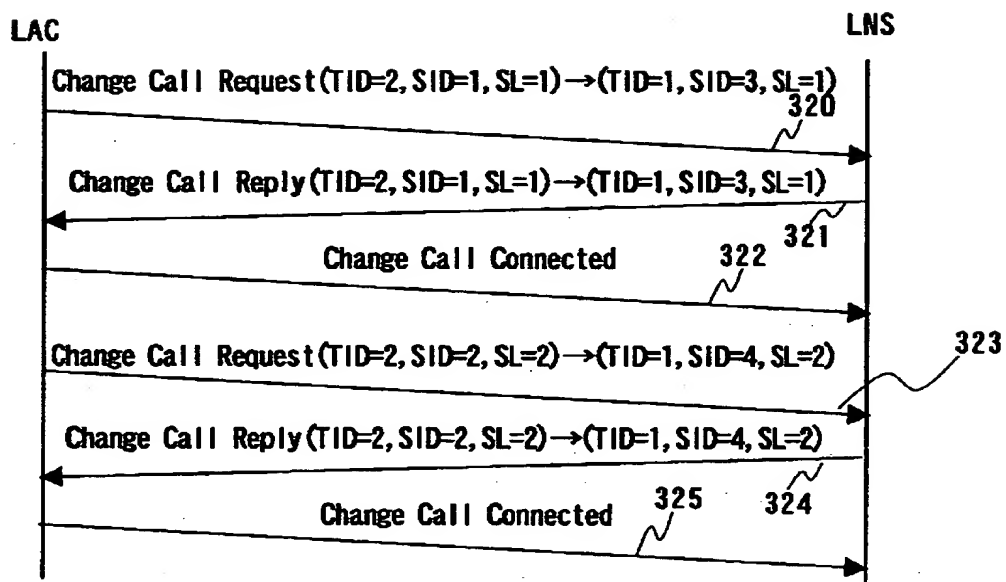 LAC
LNS
Change Call Request(TID=2, SID=1, SL=1)→(TID=1, SID=3, SL=1)
320
Change Call Reply(TID=2, SID=1, SL=1)→(TID=1, SID=3, SL=1)
321
Change Call Connected
322
Change Call Request(TID=2, SID=2, SL=2)→(TID=1, SID=4, SL=2)
323
Change Call Reply(TID=2, SID=2, SL=2)→(TID=1, SID=4, SL=2)
324
Change Call Connected
325